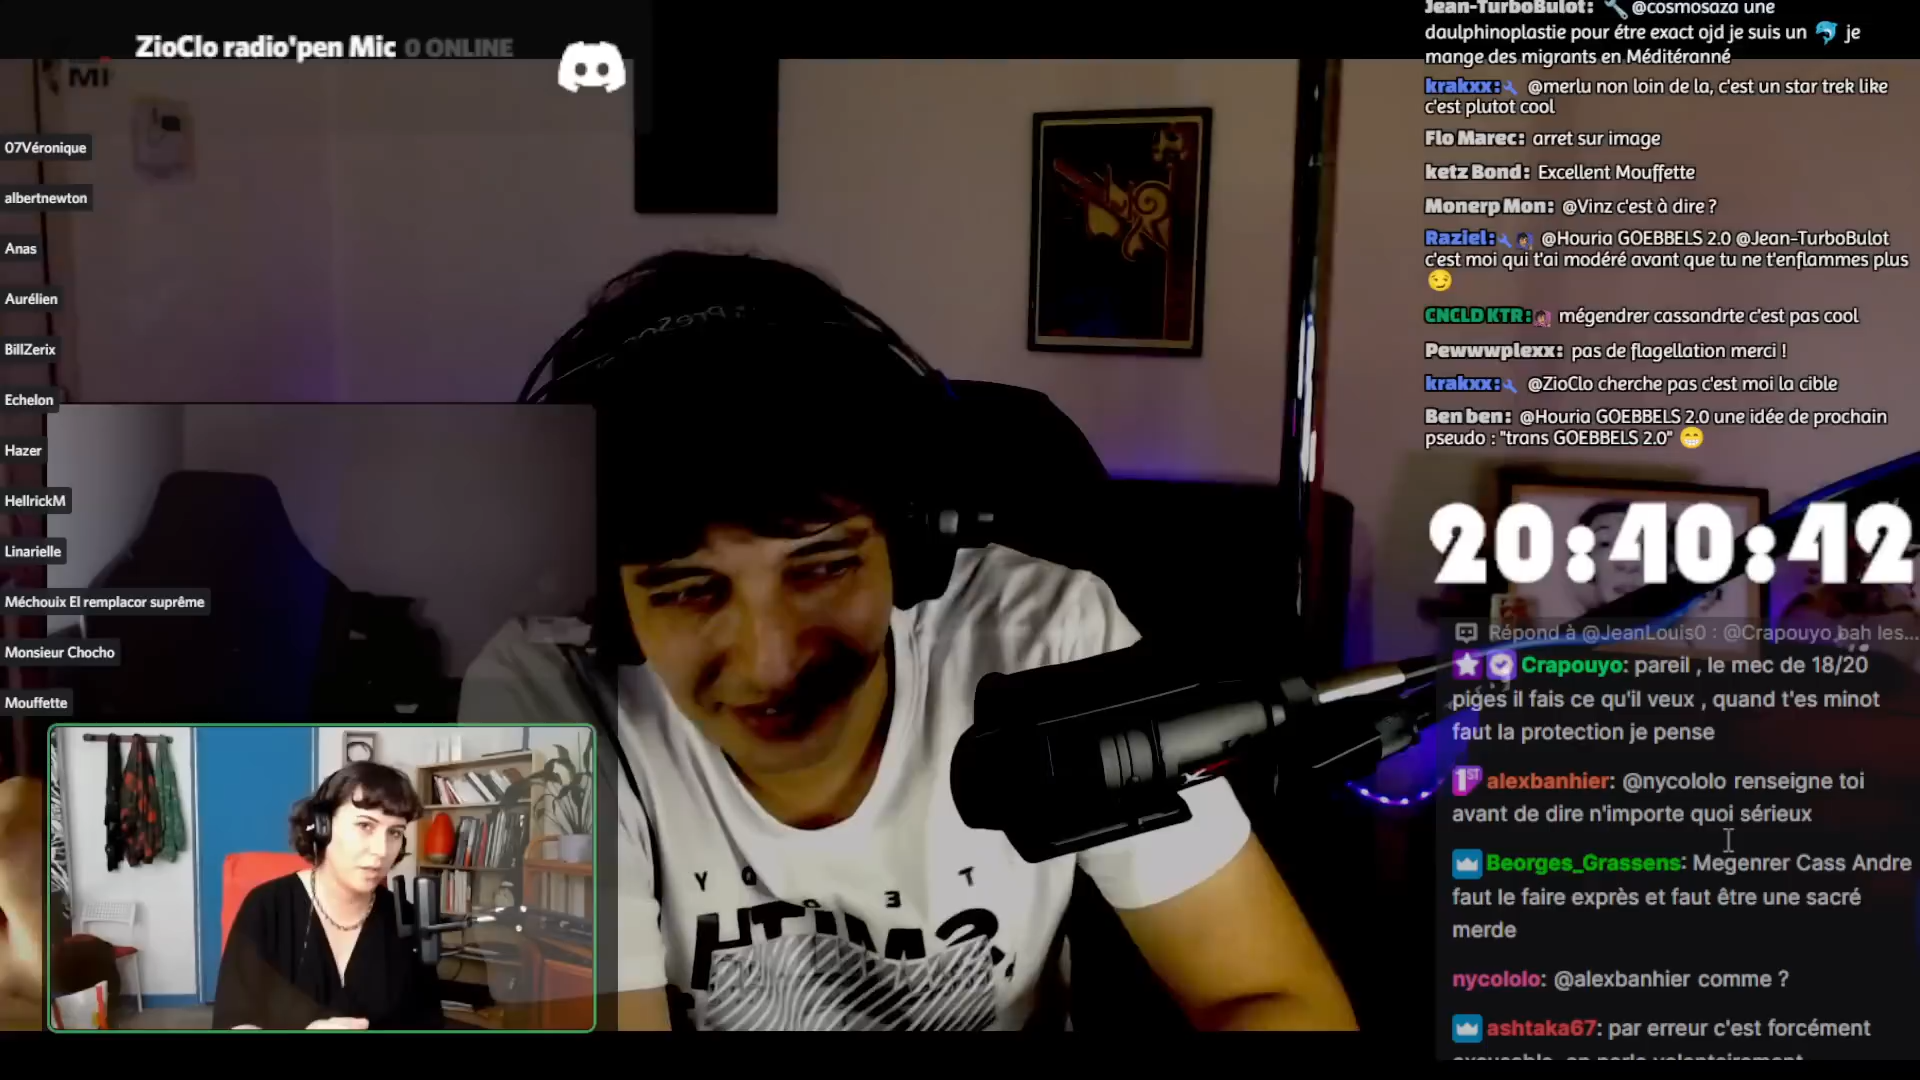 ZioClo radio'pen Mic 0 ONLINE
MI
07Véronique
albertnewton
Anas
Aurélien
BillZerix
Echelon
Hazer
HellrickM
Linarielle
Méchouix El remplacor suprême
Monsieur Chocho
Mouffette
Jean-TurboBulot: @cosmosaza une
daulphinoplastie pour étre exact ojd je suis un 🐬 je
mange des migrants en Méditéranné
krakxx: @merlu non loin de la, c'est un star trek like
c'est plutot cool
Flo Marec: arret sur image
ketz Bond: Excellent Mouffette
Monerp Mon: @Vinz c'est à dire ?
Raziel: @Houria GOEBBELS 2.0 @Jean-TurboBulot
c'est moi qui t'ai modéré avant que tu ne t'enflammes plus
😏
CNCLD KTR: mégendrer cassandrte c'est pas cool
Pewwwplexx: pas de flagellation merci !
krakxx: @ZioClo cherche pas c'est moi la cible
Ben ben: @Houria GOEBBELS 2.0 une idée de prochain
pseudo : "trans GOEBBELS 2.0" 😁
20:40:42
Répond à @JeanLouis0 : @Crapouyo bah les...
Crapouyo: pareil , le mec de 18/20
piges il fais ce qu'il veux , quand t'es minot
faut la protection je pense
1ST alexbanhier: @nycololo renseigne toi
avant de dire n'importe quoi sérieux
Beorges_Grassens: Megenrer Cass Andre
faut le faire exprès et faut être une sacré
merde
nycololo: @alexbanhier comme ?
ashtaka67: par erreur c'est forcément